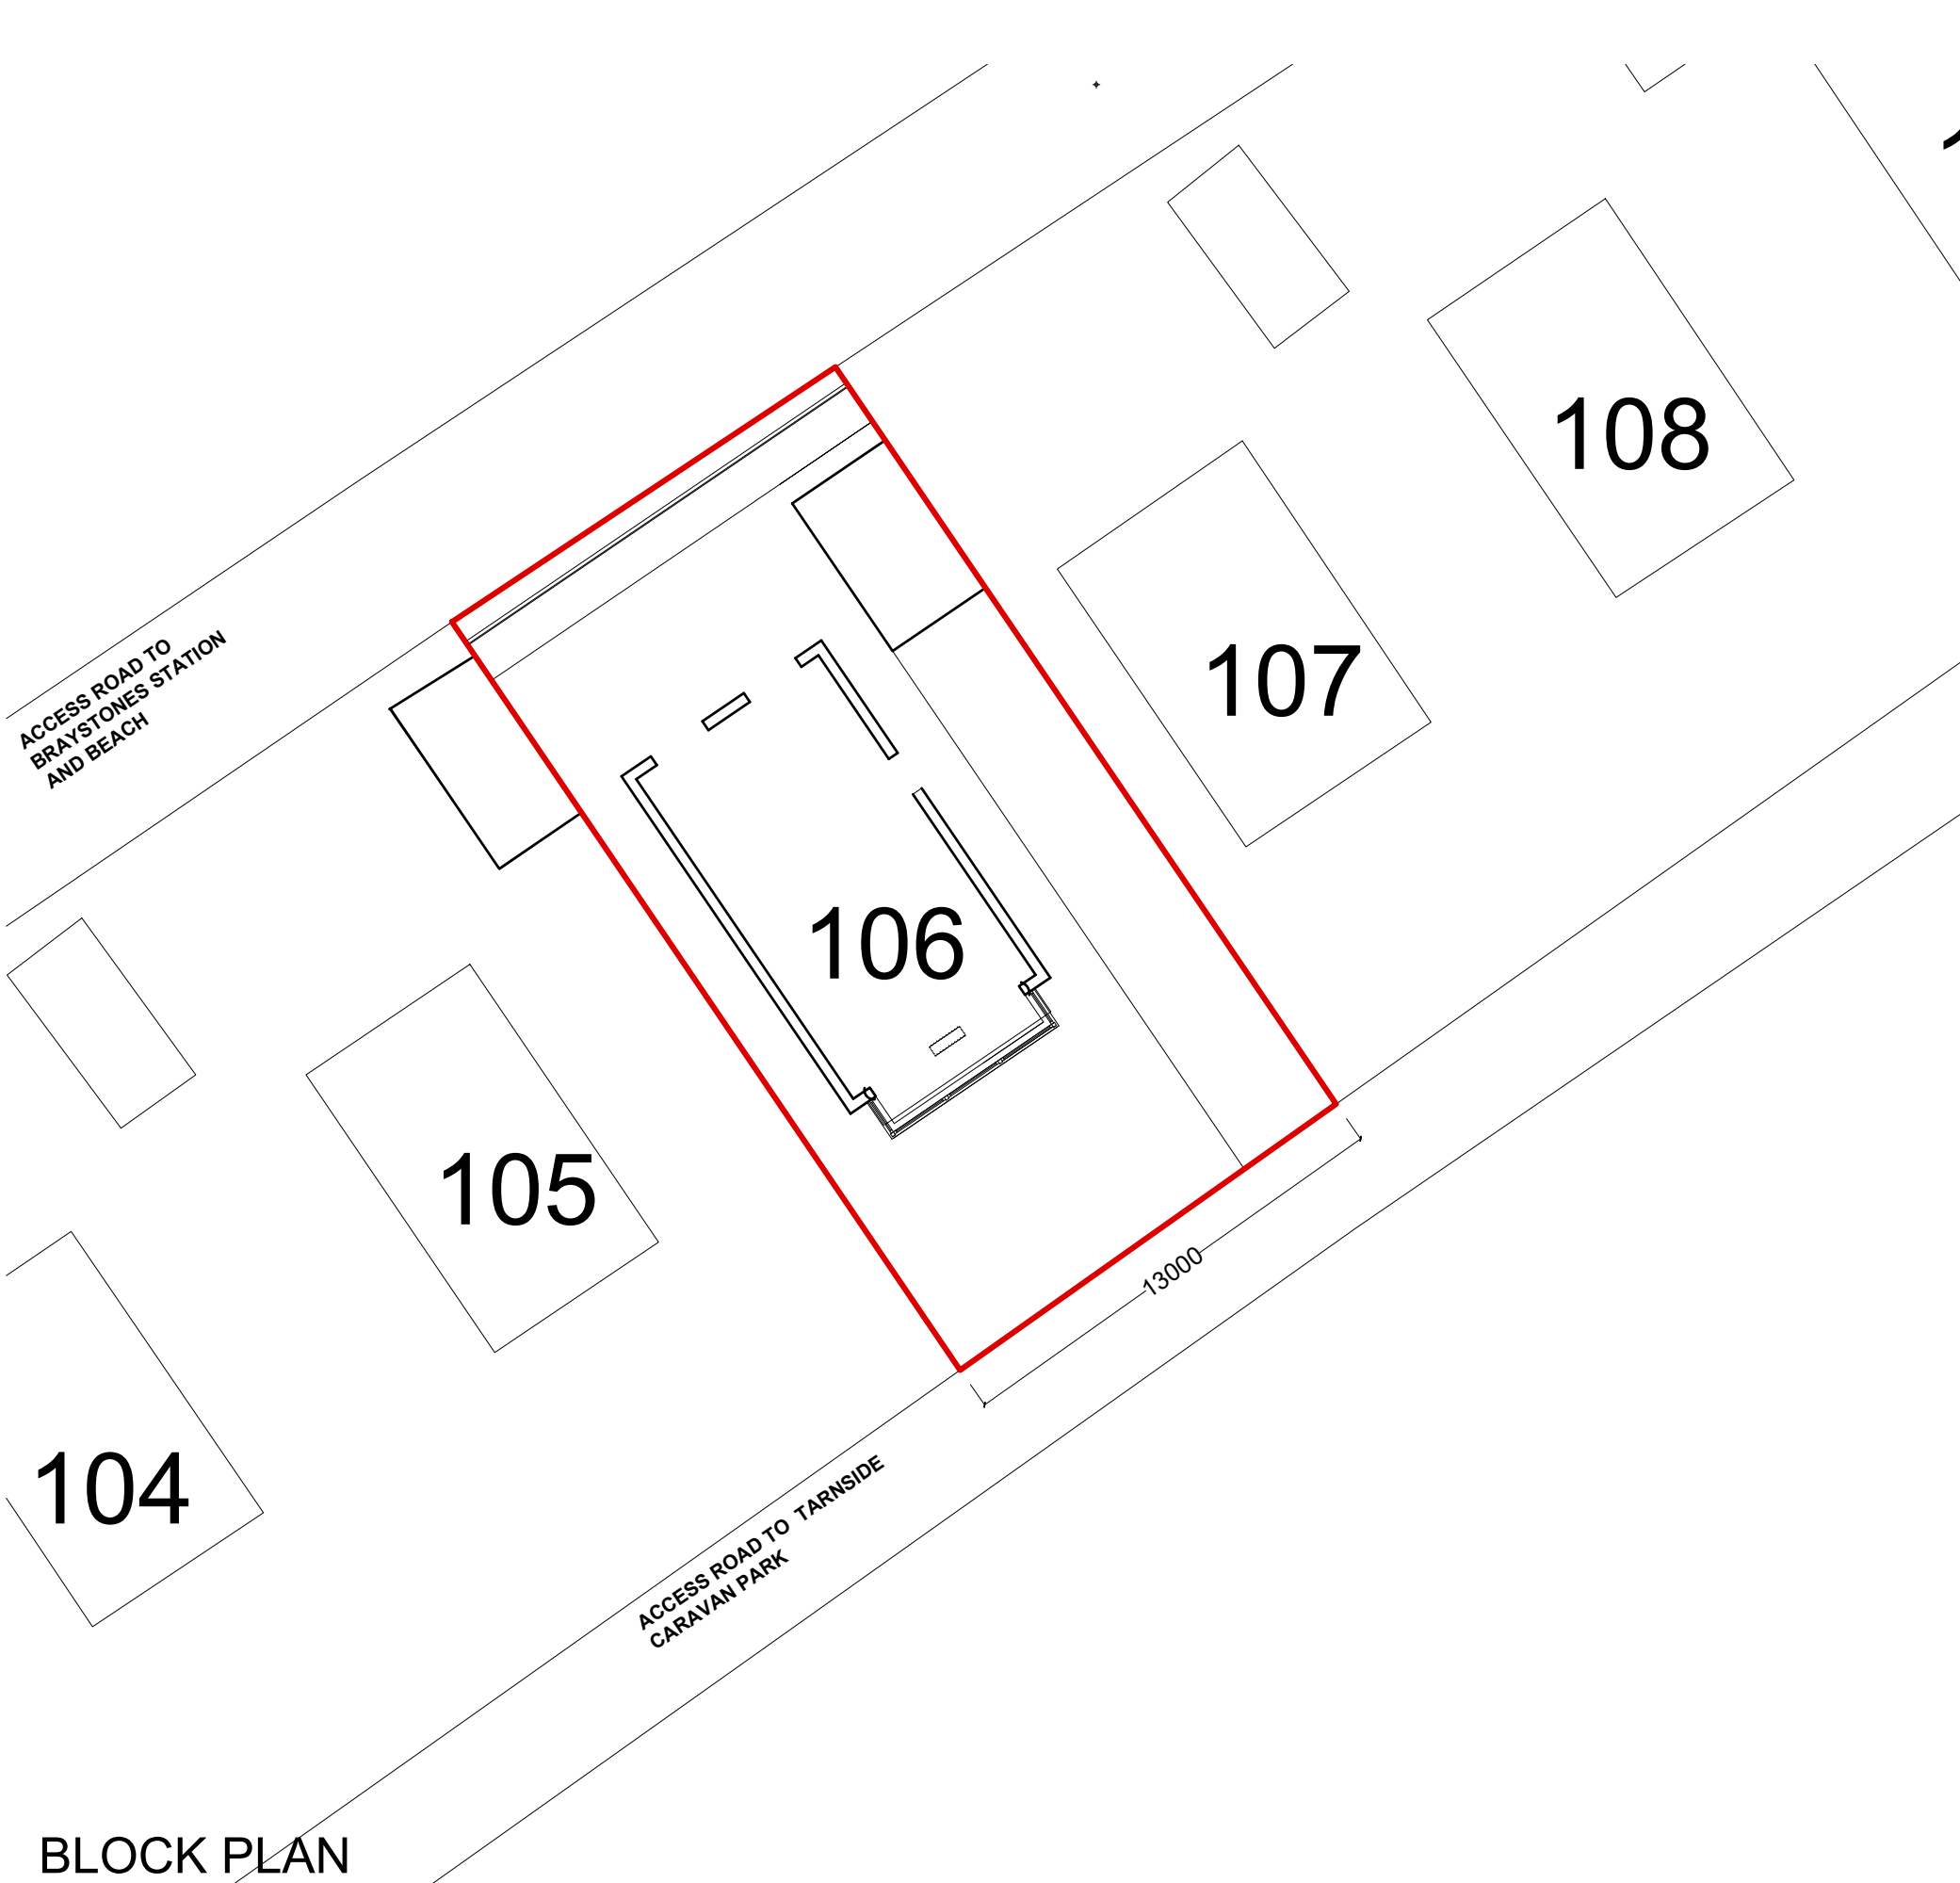 108
ACCESS ROAD TO
BRAYSTONES STATION
AND BEACH
107
106
105
13000
104
ACCESS ROAD TO TARNSIDE
CARAVAN PARK
BLOCK PLAN